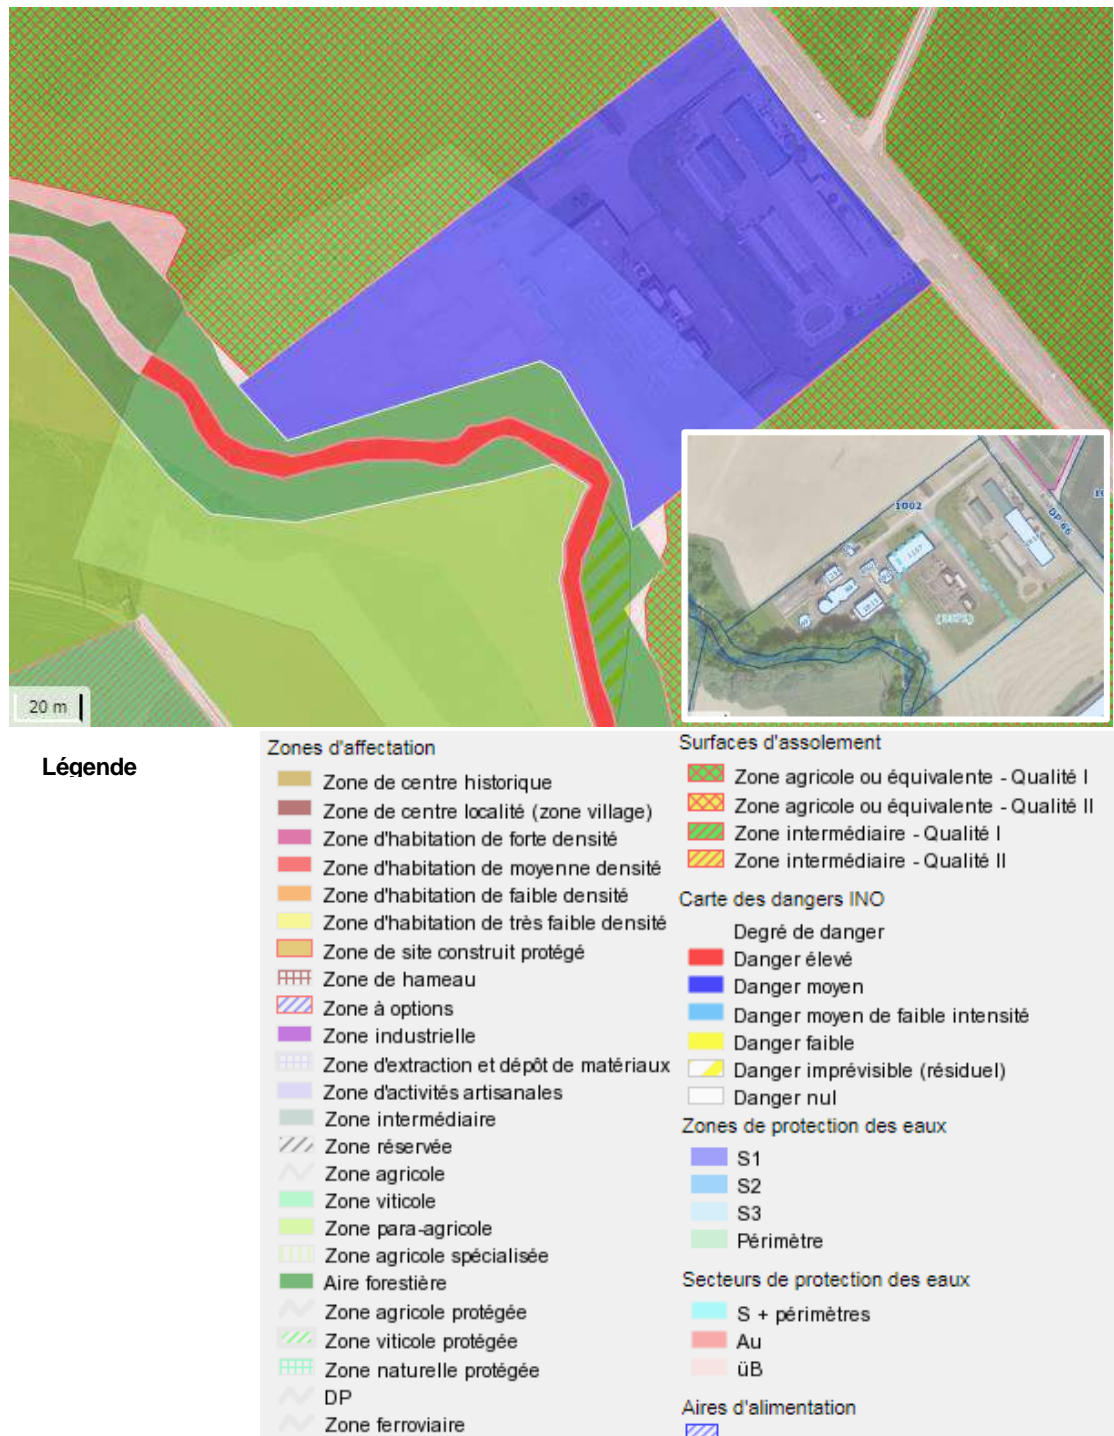 1002
DP 66
1157
20 m
Légende
Zones d'affectation
Zone de centre historique
Zone de centre localité (zone village)
Zone d'habitation de forte densité
Zone d'habitation de moyenne densité
Zone d'habitation de faible densité
Zone d'habitation de très faible densité
Zone de site construit protégé
Zone de hameau
Zone à options
Zone industrielle
Zone d'extraction et dépôt de matériaux
Zone d'activités artisanales
Zone intermédiaire
Zone réservée
Zone agricole
Zone viticole
Zone para-agricole
Zone agricole spécialisée
Aire forestière
Zone agricole protégée
Zone viticole protégée
Zone naturelle protégée
DP
Zone ferroviaire
Surfaces d'assolement
Zone agricole ou équivalente - Qualité I
Zone agricole ou équivalente - Qualité II
Zone intermédiaire - Qualité I
Zone intermédiaire - Qualité II
Carte des dangers INO
Degré de danger
Danger élevé
Danger moyen
Danger moyen de faible intensité
Danger faible
Danger imprévisible (résiduel)
Danger nul
Zones de protection des eaux
S1
S2
S3
Périmètre
Secteurs de protection des eaux
S + périmètres
Au
üB
Aires d'alimentation